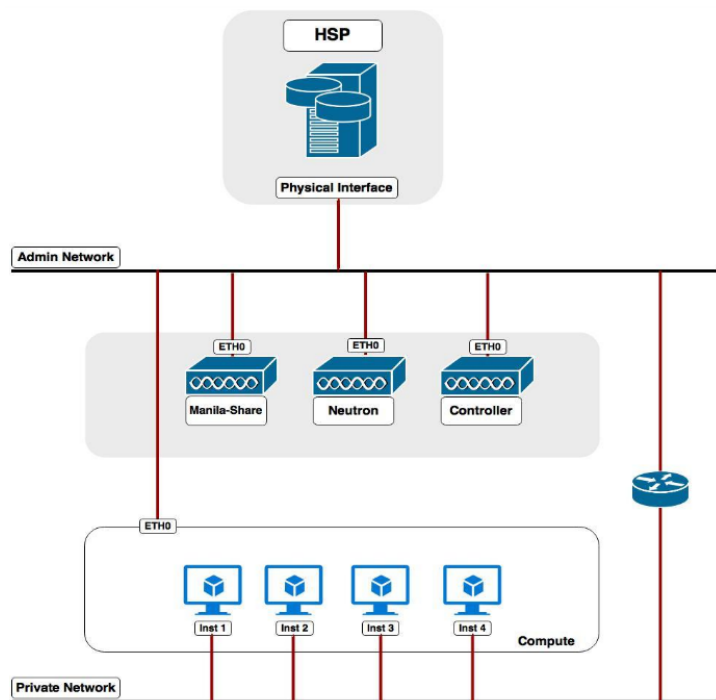 HSP
Physical Interface
Admin Network
ETH0
ETH0
ETH0
Manila-Share
Neutron
Controller
ETH0
Inst 1
Inst 2
Inst 3
Inst 4
Compute
Private Network